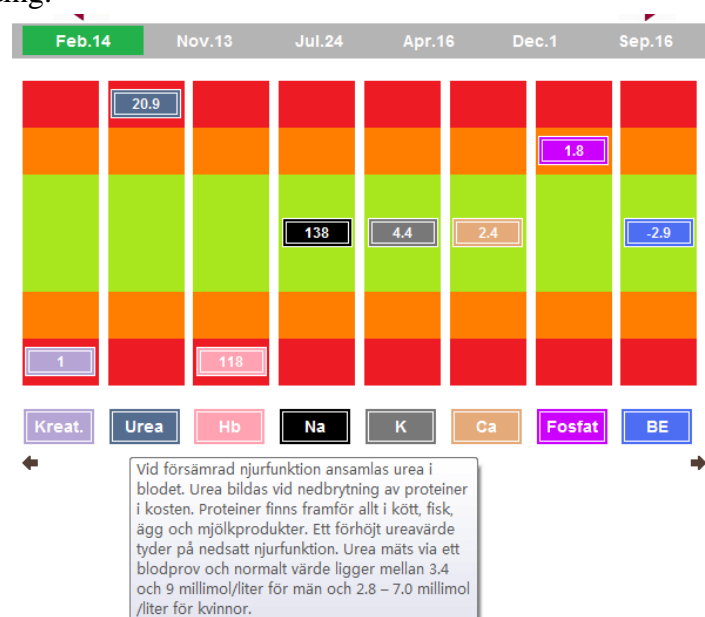 ing.
Feb.14 Nov.13 Jul.24 Apr.16 Dec.1 Sep.16
20.9
1.8
138 4.4 2.4 -2.9
1 118
Kreat. Urea Hb Na K Ca Fosfat BE
Vid försämrad njurfunktion ansamlas urea i
blodet. Urea bildas vid nedbrytning av proteiner
i kosten. Proteiner finns framför allt i kött, fisk,
ägg och mjölkprodukter. Ett förhöjt ureavärde
tyder på nedsatt njurfunktion. Urea mäts via ett
blodprov och normalt värde ligger mellan 3.4
och 9 millimol/liter för män och 2.8 – 7.0 millimol
/liter för kvinnor.